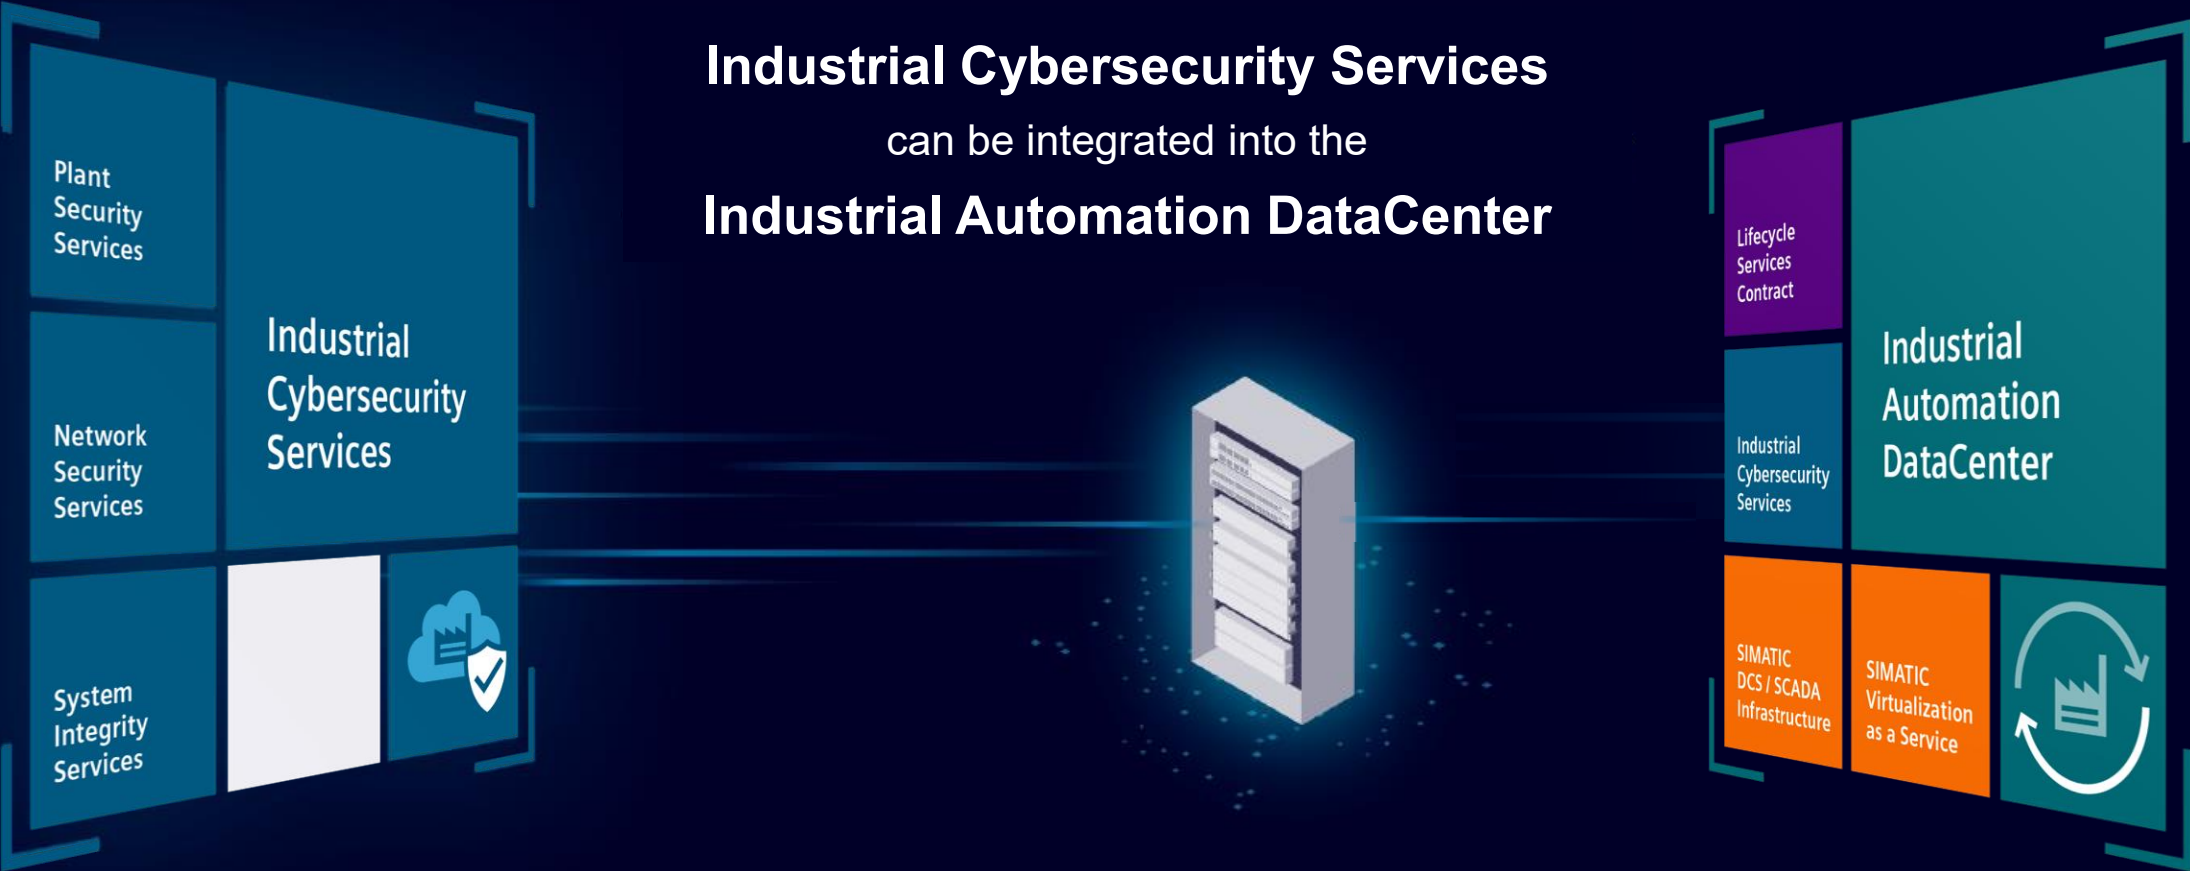 Industrial Cybersecurity Services
can be integrated into the
Industrial Automation DataCenter
Plant
Security
Services
Network
Security
Services
System
Integrity
Services
Industrial
Cybersecurity
Services
Lifecycle
Services
Contract
Industrial
Cybersecurity
Services
SIMATIC
DCS / SCADA
Infrastructure
SIMATIC
Virtualization
as a Service
Industrial
Automation
DataCenter